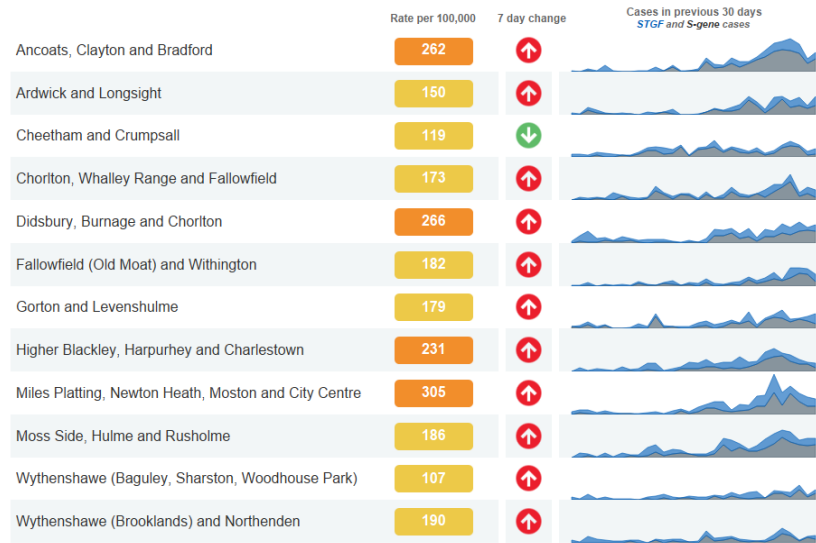 Rate per 100,000 7 day change Cases in previous 30 days
STGF and S-gene cases
Ancoats, Clayton and Bradford 262
Ardwick and Longsight 150
Cheetham and Crumpsall 119
Chorlton, Whalley Range and Fallowfield 173
Didsbury, Burnage and Chorlton 266
Fallowfield (Old Moat) and Withington 182
Gorton and Levenshulme 179
Higher Blackley, Harpurhey and Charlestown 231
Miles Platting, Newton Heath, Moston and City Centre 305
Moss Side, Hulme and Rusholme 186
Wythenshawe (Baguley, Sharston, Woodhouse Park) 107
Wythenshawe (Brooklands) and Northenden 190